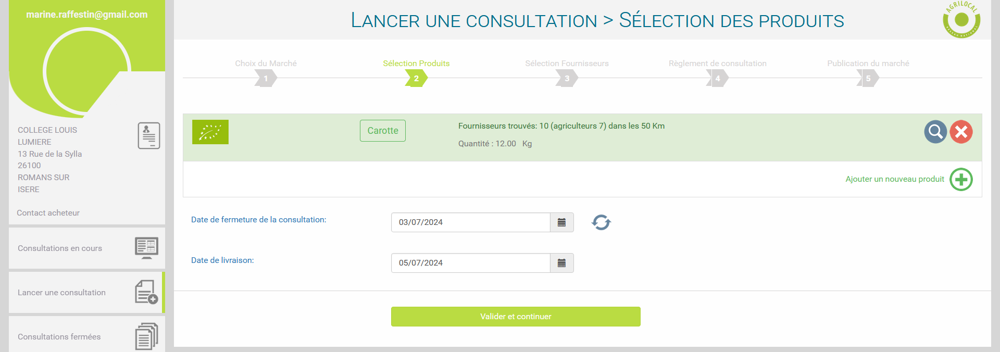 marine.raffestin@gmail.com
COLLEGE LOUIS
LUMIERE
13 Rue de la Sylla
26100
ROMANS SUR
ISERE
Contact acheteur
Consultations en cours
Lancer une consultation
Consultations fermées
LANCER UNE CONSULTATION > SÉLECTION DES PRODUITS
AGRILOCAL
RÉSEAU NATIONAL
Choix du Marché
1
Sélection Produits
2
Sélection Fournisseurs
3
Règlement de consultation
4
Publication du marché
5
Carotte
Fournisseurs trouvés: 10 (agriculteurs 7) dans les 50 Km
Quantité : 12.00 Kg
Ajouter un nouveau produit
Date de fermeture de la consultation:
03/07/2024
Date de livraison:
05/07/2024
Valider et continuer